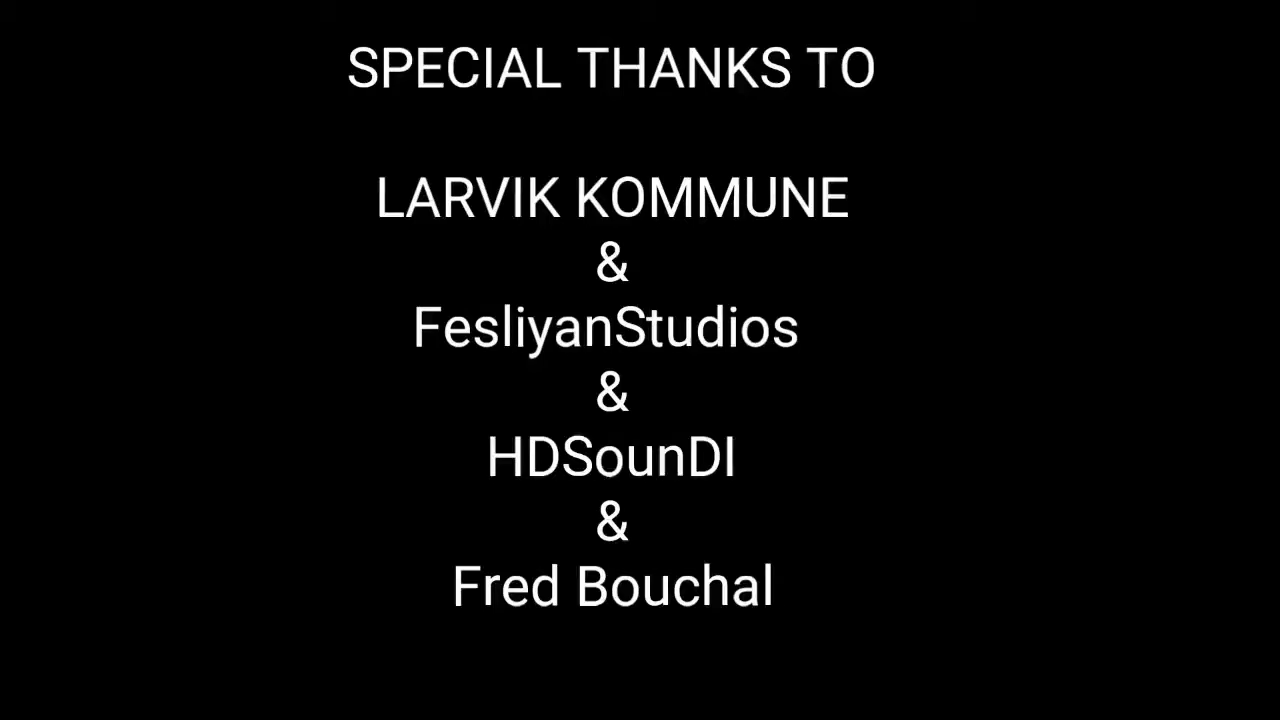 SPECIAL THANKS TO
LARVIK KOMMUNE
&
FesliyanStudios
&
HDSounDI
&
Fred Bouchal